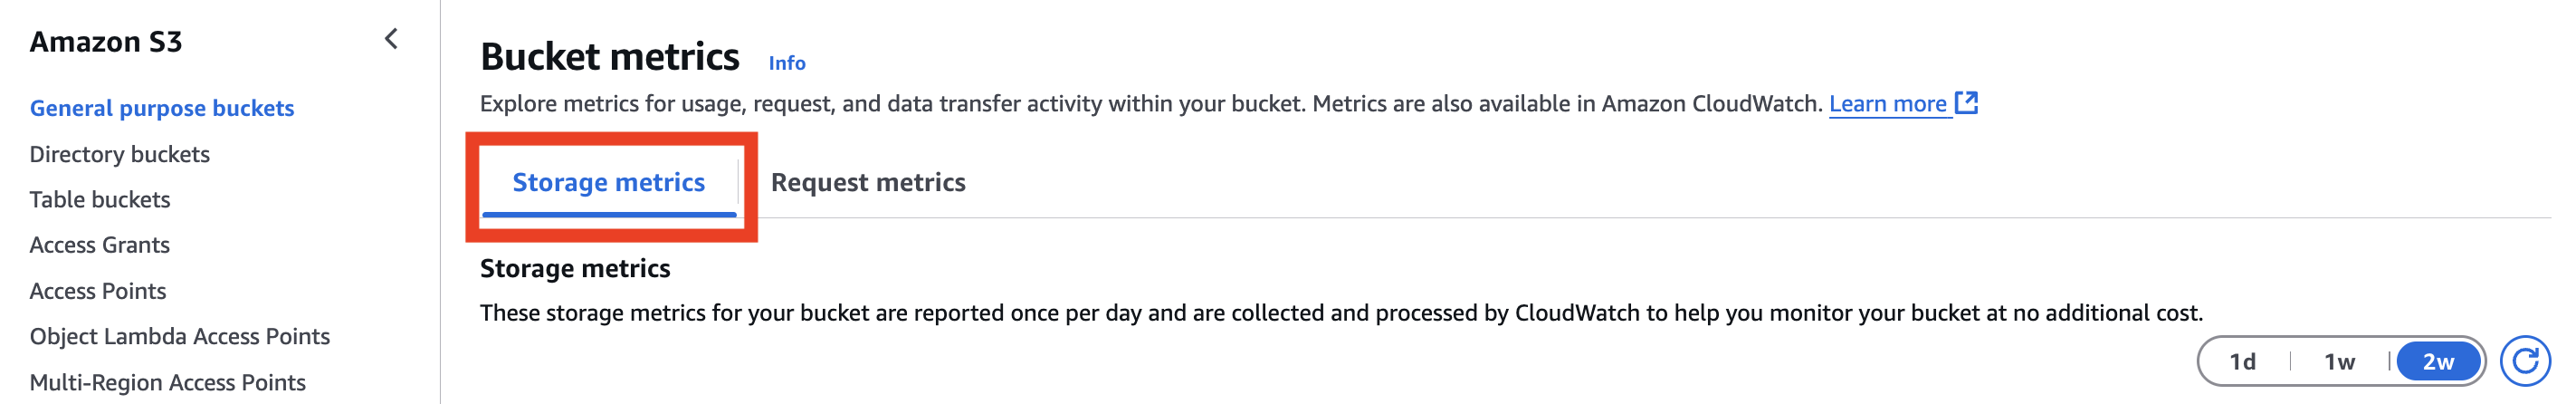 Amazon S3
General purpose buckets
Directory buckets
Table buckets
Access Grants
Access Points
Object Lambda Access Points
Multi-Region Access Points
Bucket metrics Info
Explore metrics for usage, request, and data transfer activity within your bucket. Metrics are also available in Amazon CloudWatch. Learn more
Storage metrics Request metrics
Storage metrics
These storage metrics for your bucket are reported once per day and are collected and processed by CloudWatch to help you monitor your bucket at no additional cost.
1d 1w 2w